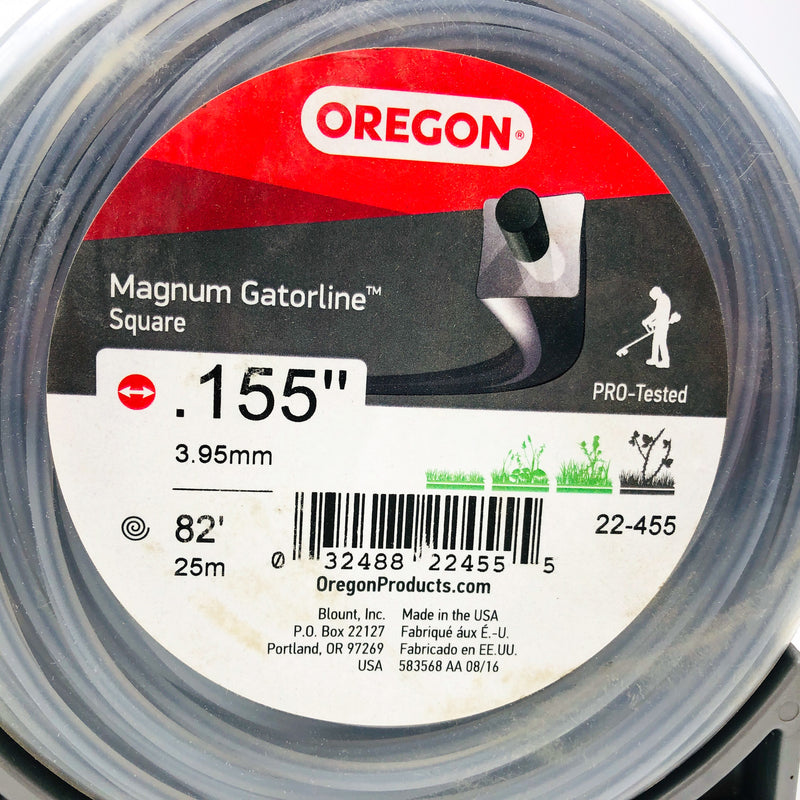 OREGON®
Magnum Gatorline™
Square
.155"
3.95mm
PRO-Tested
82'
25m
22-455
0 32488 22455 5
OregonProducts.com
Blount, Inc.
P.O. Box 22127
Portland, OR 97269
USA
Made in the USA
Fabriqué áux É.-U.
Fabricado en EE.UU.
583568 AA 08/16